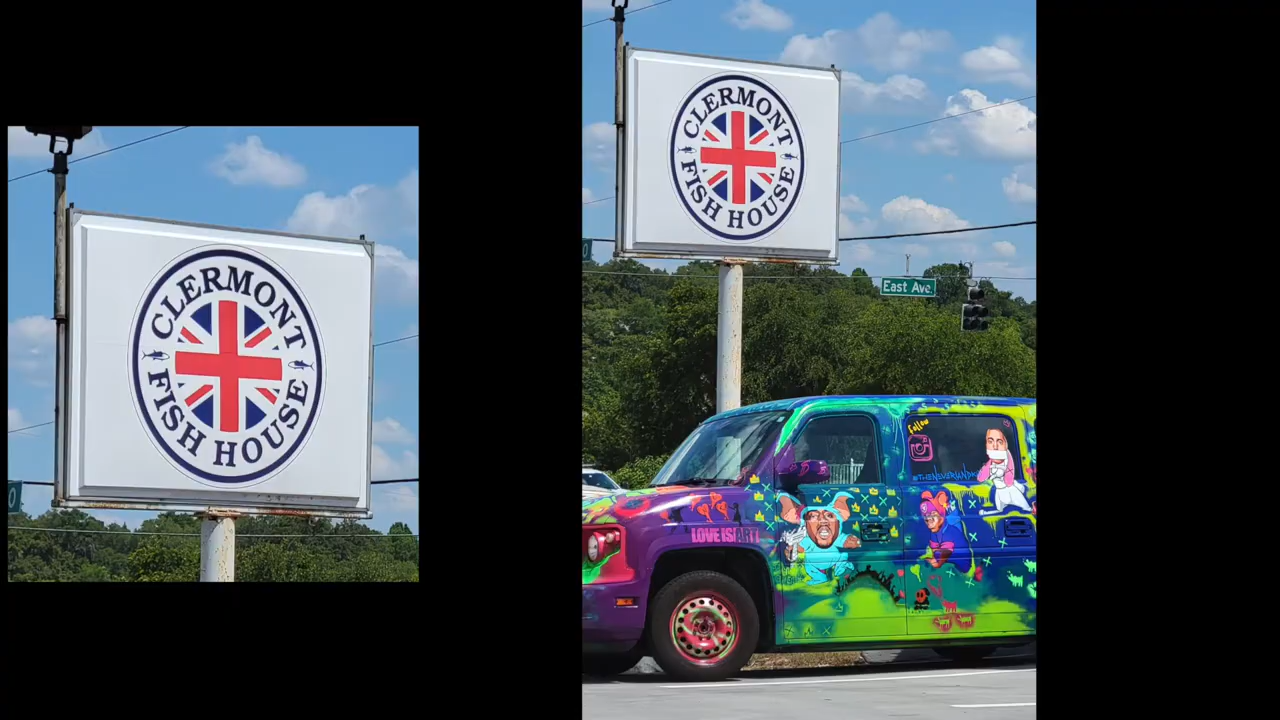 CLERMONT
FISH HOUSE
CLERMONT
FISH HOUSE
East Ave.
Follow
LOVE IS ART